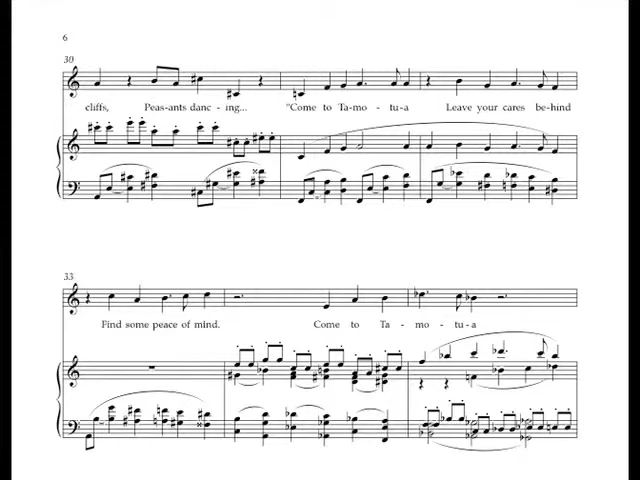 6
30
cliffs, Peas-ants danc - ing... "Come to Ta-mo - tu-a Leave your cares be-hind
33
Find some peace of mind. Come to Ta - mo - tu-a